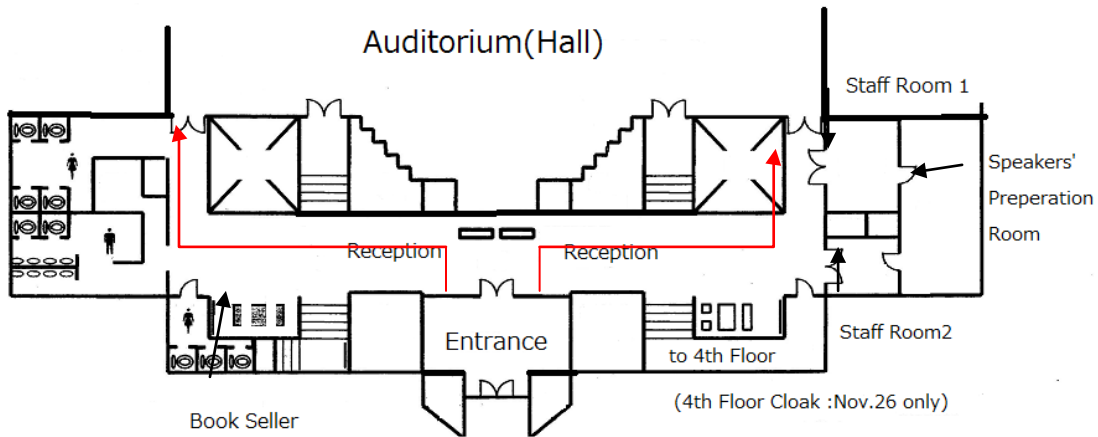 Auditorium(Hall)
Staff Room 1
Speakers'
Preperation
Room
Reception
Reception
Entrance
Staff Room2
to 4th Floor
(4th Floor Cloak :Nov.26 only)
Book Seller